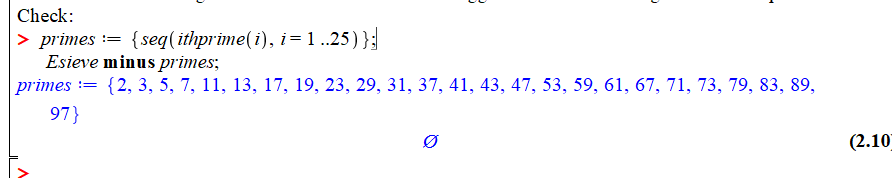 Check:
> primes := {seq(ithprime(i), i = 1 ..25)};
Esieve minus primes;
primes := {2, 3, 5, 7, 11, 13, 17, 19, 23, 29, 31, 37, 41, 43, 47, 53, 59, 61, 67, 71, 73, 79, 83, 89,
97}
∅
(2.10)
>